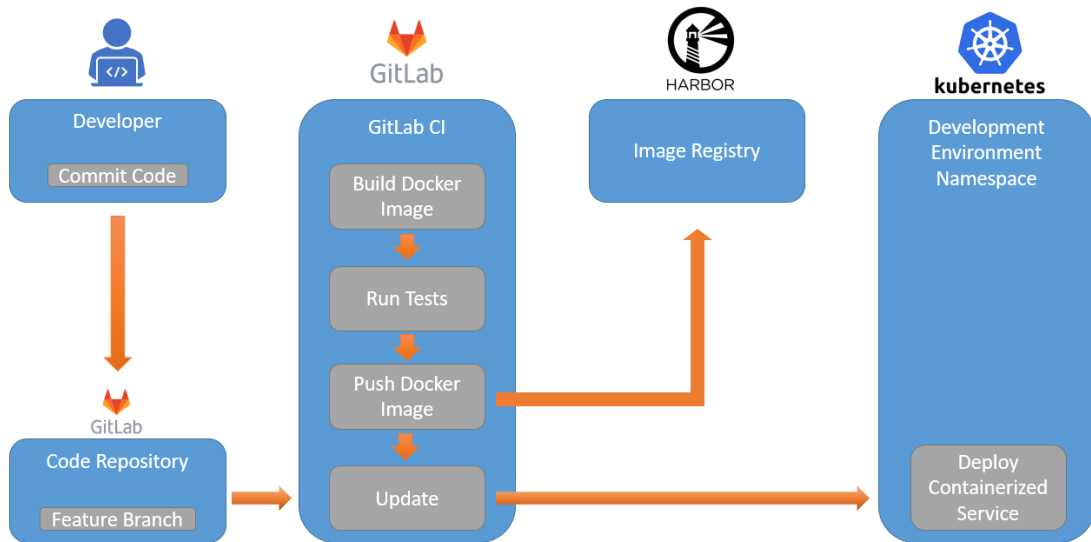 </>
GitLab
HARBOR
kubernetes
Developer
Commit Code
GitLab CI
Build Docker
Image
Run Tests
Push Docker
Image
Update
Image Registry
Development
Environment
Namespace
Deploy
Containerized
Service
GitLab
Code Repository
Feature Branch